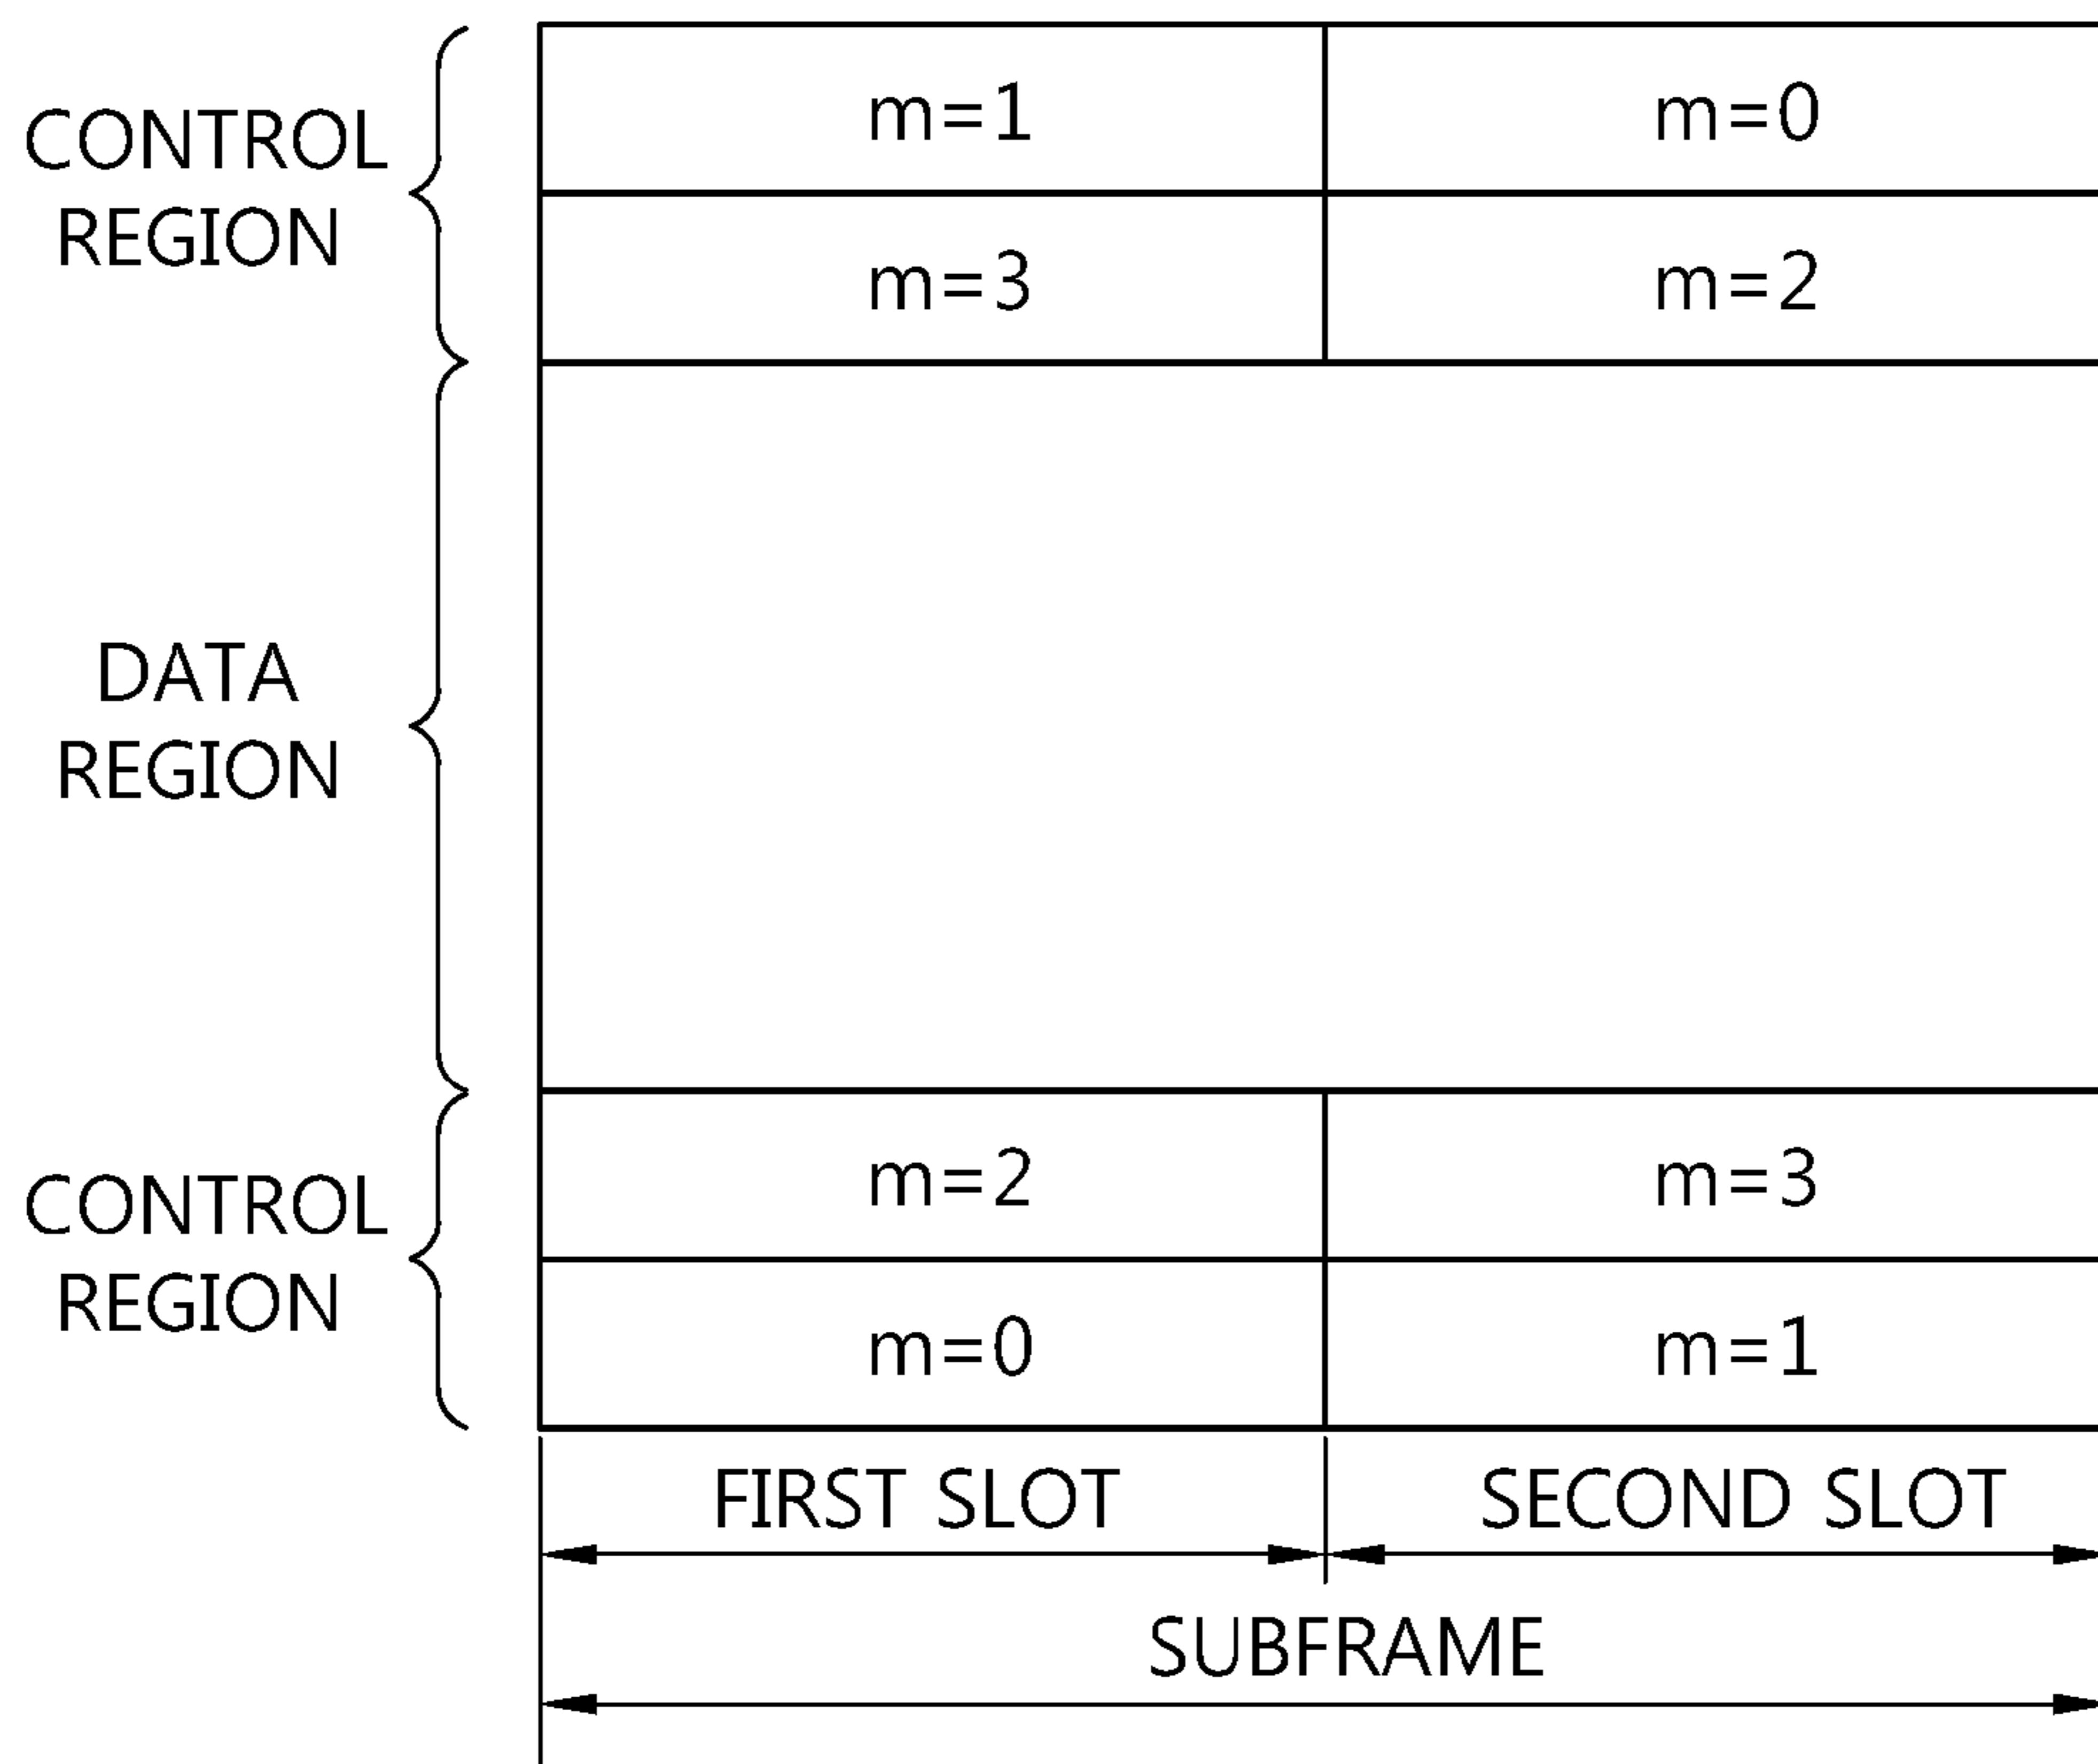 CONTROL
REGION
m=1 m=0
m=3 m=2
DATA
REGION
CONTROL
REGION
m=2 m=3
m=0 m=1
FIRST SLOT SECOND SLOT
SUBFRAME